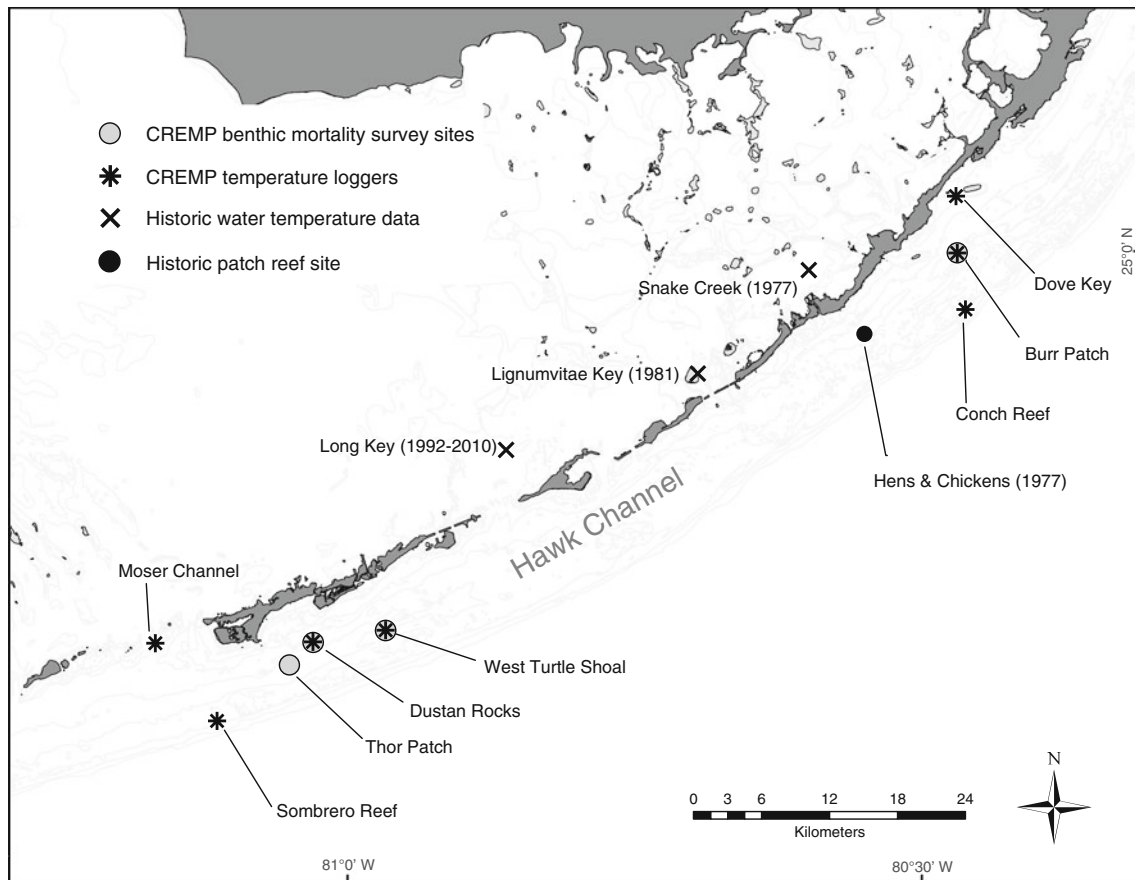 CREMP benthic mortality survey sites
CREMP temperature loggers
Historic water temperature data
Historic patch reef site
25°0' N
Snake Creek (1977)
Dove Key
Burr Patch
Lignumvitae Key (1981)
Conch Reef
Long Key (1992-2010)
Hens & Chickens (1977)
Hawk Channel
Moser Channel
West Turtle Shoal
Dustan Rocks
Thor Patch
Sombrero Reef
N
0 3 6 12 18 24
Kilometers
81°0' W
80°30' W